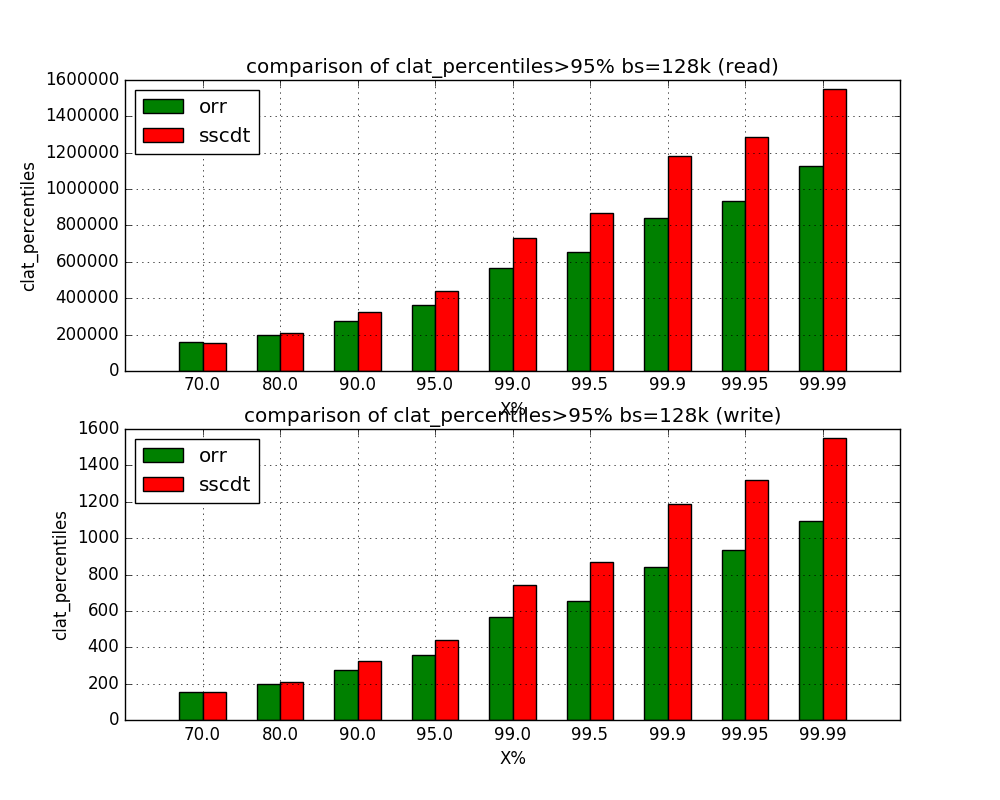 comparison of clat_percentiles>95% bs=128k (read)
1600000
1400000
1200000
1000000
800000
600000
400000
200000
0
clat_percentiles
orr
sscdt
70.0 80.0 90.0 95.0 99.0 99.5 99.9 99.95 99.99
X%
comparison of clat_percentiles>95% bs=128k (write)
1600
1400
1200
1000
800
600
400
200
0
clat_percentiles
orr
sscdt
70.0 80.0 90.0 95.0 99.0 99.5 99.9 99.95 99.99
X%